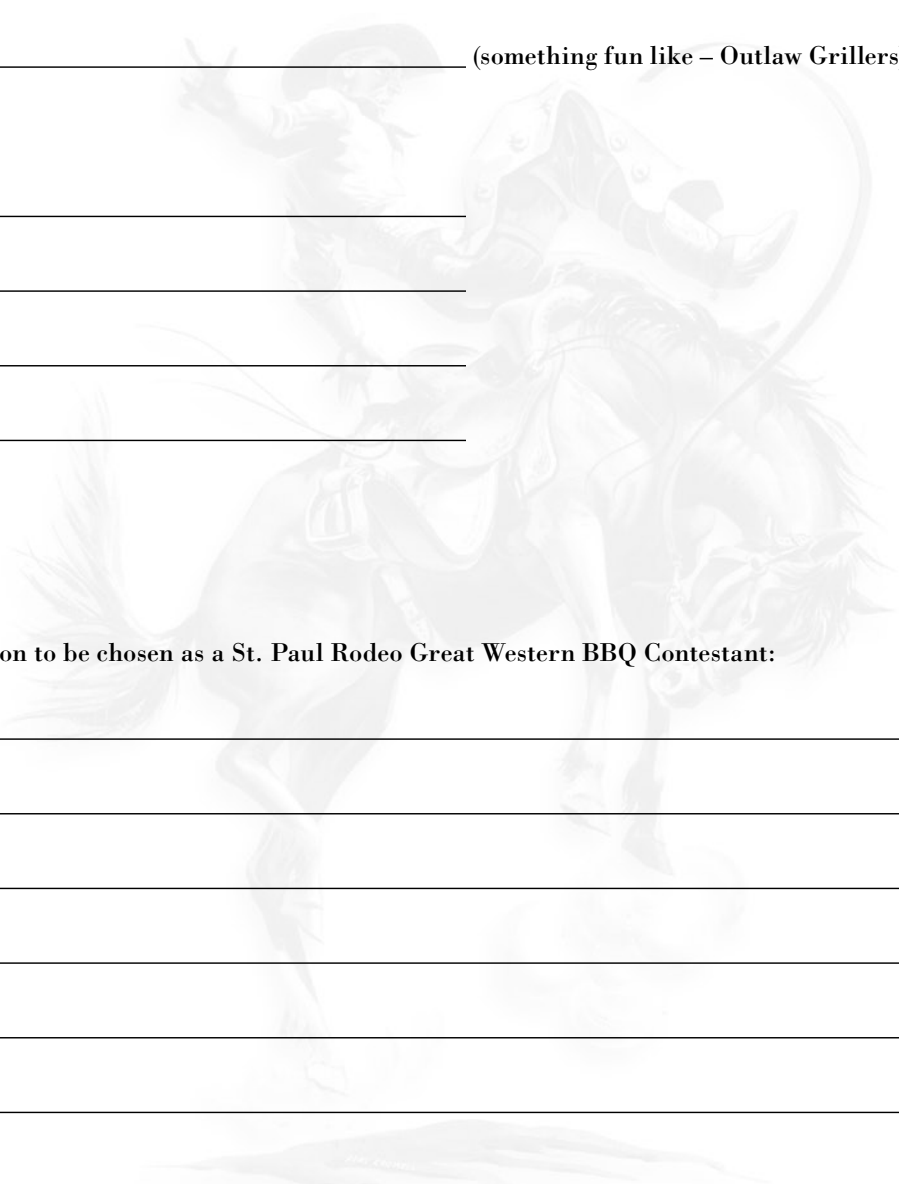 (something fun like – Outlaw Grillers
on to be chosen as a St. Paul Rodeo Great Western BBQ Contestant: